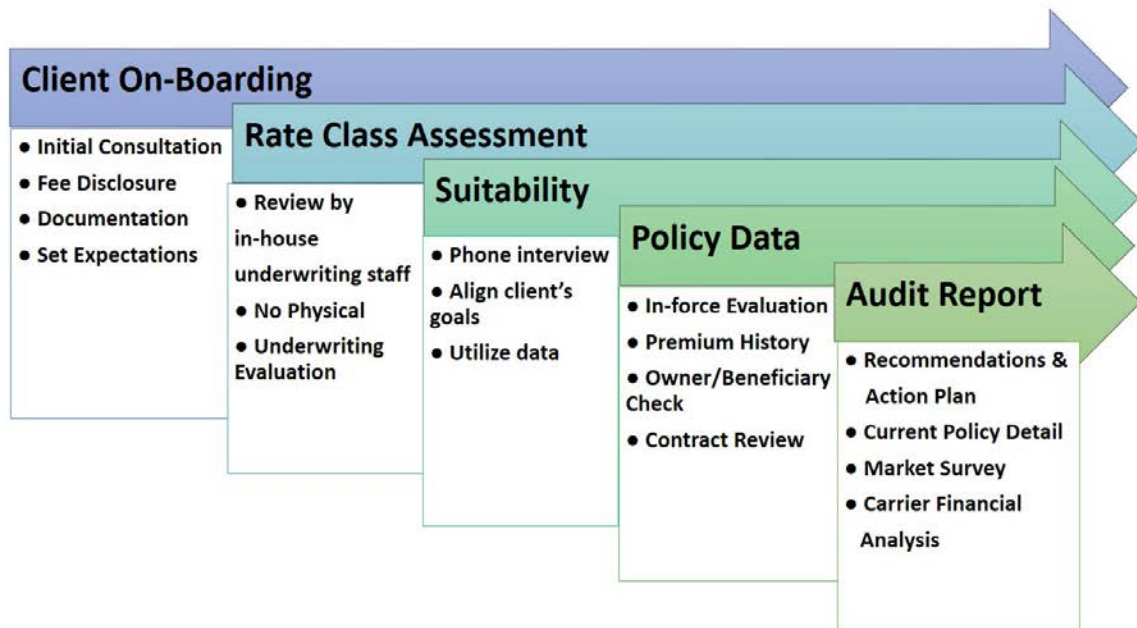 Client On-Boarding
● Initial Consultation
● Fee Disclosure
● Documentation
● Set Expectations
Rate Class Assessment
● Review by
in-house
underwriting staff
● No Physical
● Underwriting
Evaluation
Suitability
● Phone interview
● Align client's
goals
● Utilize data
Policy Data
● In-force Evaluation
● Premium History
● Owner/Beneficiary
Check
● Contract Review
Audit Report
● Recommendations &
Action Plan
● Current Policy Detail
● Market Survey
● Carrier Financial
Analysis